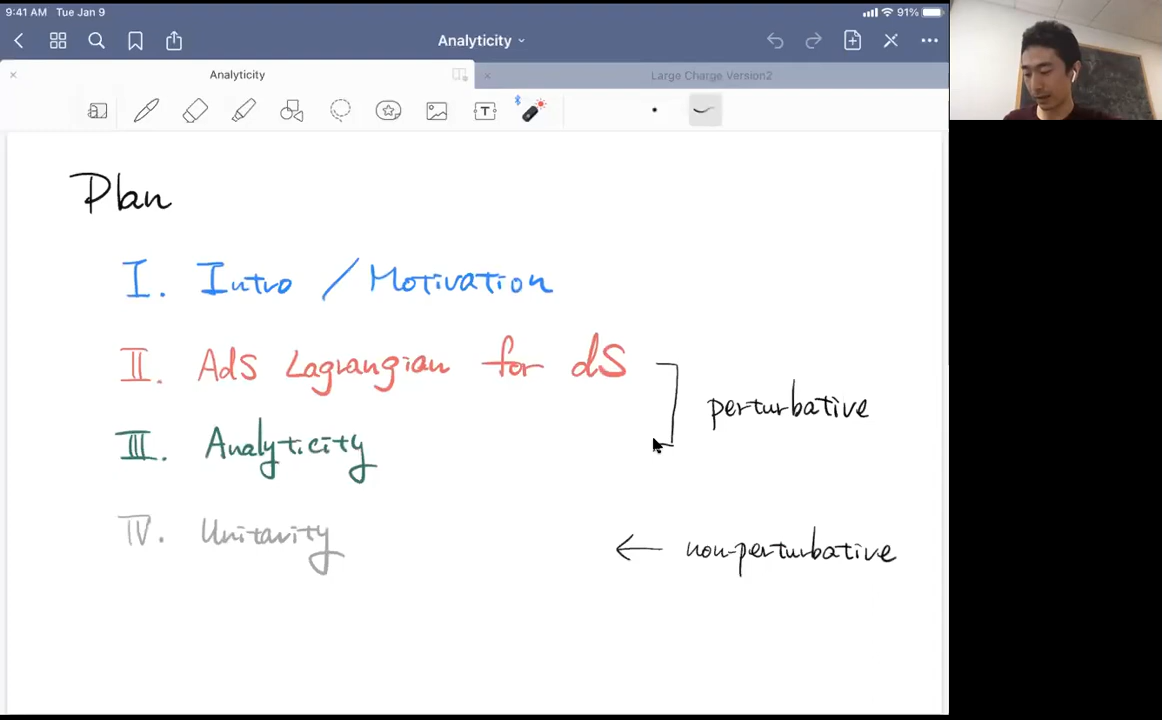 9:41 AM Tue Jan 9
91%
Analyticity
Analyticity
Large Charge Version2
Plan
I. Intro / Motivation
II. AdS Lagrangian for dS
perturbative
III. Analyticity
IV. Unitarity
← non-perturbative